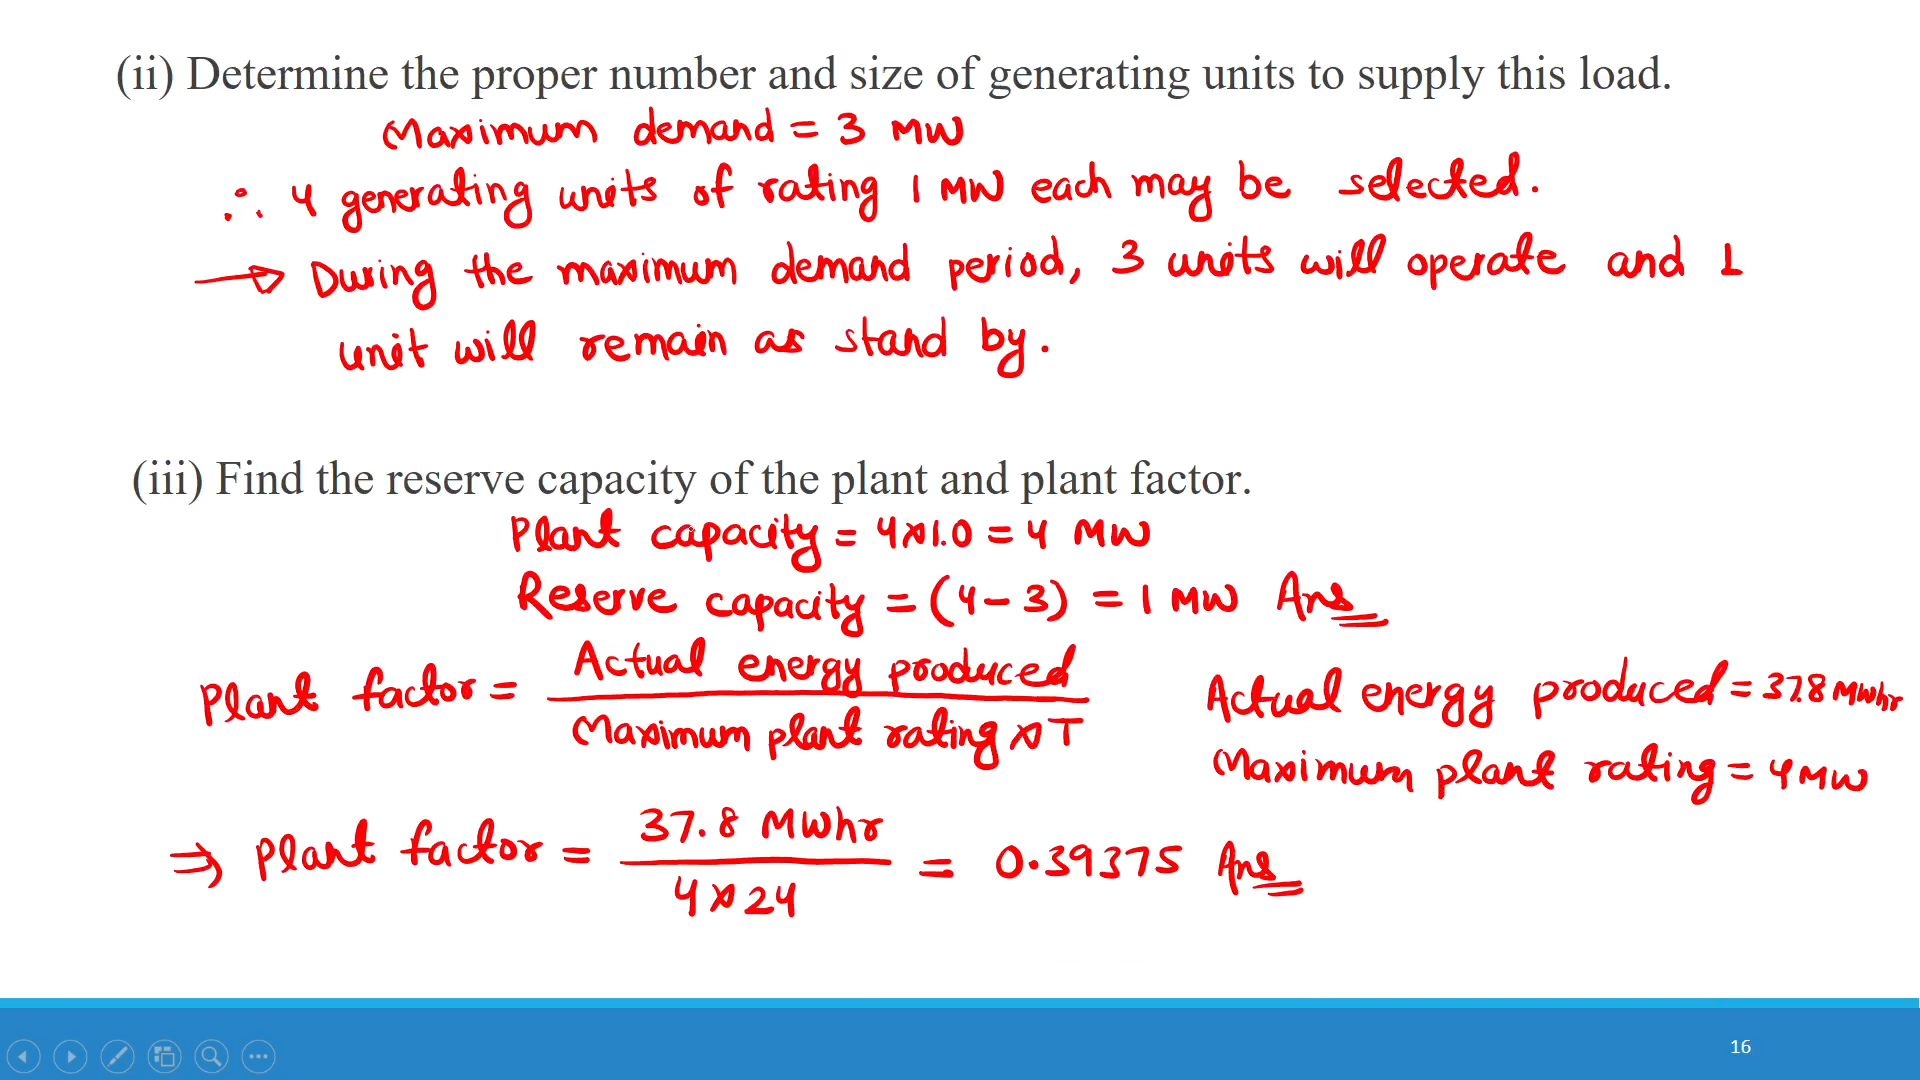 (ii) Determine the proper number and size of generating units to supply this load.
Maximum demand = 3 MW
∴ 4 generating units of rating 1 MW each may be selected.
→ During the maximum demand period, 3 units will operate and 1
unit will remain as stand by.
(iii) Find the reserve capacity of the plant and plant factor.
Plant capacity = 4×1.0 = 4 MW
Reserve capacity = (4-3) = 1 MW Ans
Plant factor = Actual energy produced / Maximum plant rating × T
Actual energy produced = 37.8 MWhr
Maximum plant rating = 4 MW
⇒ Plant factor = 37.8 MWhr / 4×24 = 0.39375 Ans
16